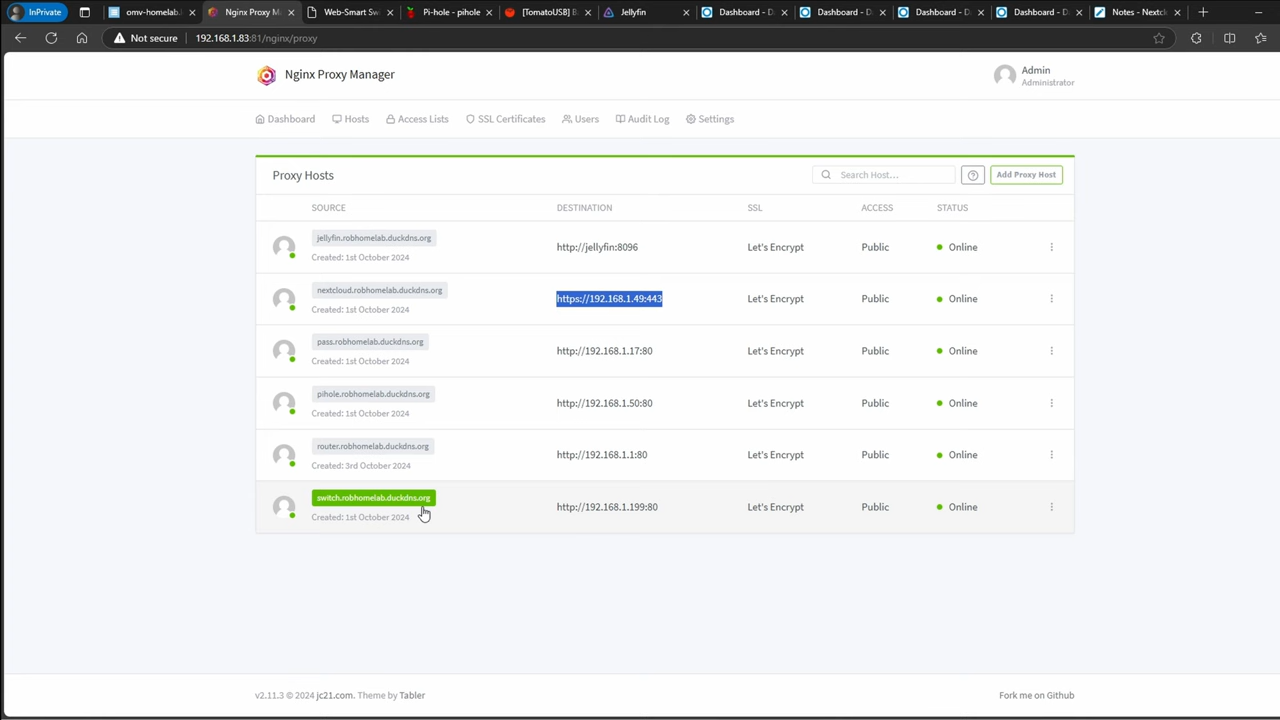 InPrivate
omv-homelab.l
Nginx Proxy M
Web-Smart Sw
Pi-hole - pme
[TomatoUSB] B
Jellyfin
Dashboard - D
Dashboard - D
Dashboard - D
Notes - Nextcl
Not secure 192.168.1.83:81/nginx/proxy
Nginx Proxy Manager
Admin
Administrator
Dashboard Hosts Access Lists SSL Certificates Users Audit Log Settings
Proxy Hosts
Search Host...
Add Proxy Host
SOURCE DESTINATION SSL ACCESS STATUS
jellyfin.robhomelab.duckdns.org
Created: 1st October 2024
http://jellyfin:8096 Let's Encrypt Public Online
nextcloud.robhomelab.duckdns.org
Created: 1st October 2024
https://192.168.1.49:443 Let's Encrypt Public Online
pass.robhomelab.duckdns.org
Created: 1st October 2024
http://192.168.1.17:80 Let's Encrypt Public Online
pihole.robhomelab.duckdns.org
Created: 1st October 2024
http://192.168.1.50:80 Let's Encrypt Public Online
router.robhomelab.duckdns.org
Created: 3rd October 2024
http://192.168.1.1:80 Let's Encrypt Public Online
switch.robhomelab.duckdns.org
Created: 1st October 2024
http://192.168.1.199:80 Let's Encrypt Public Online
v2.11.3 © 2024 jc21.com. Theme by Tabler
Fork me on Github